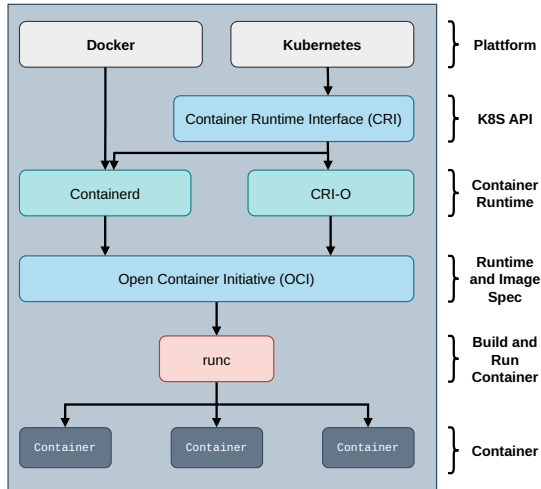 Docker
Kubernetes
Plattform
Container Runtime Interface (CRI)
K8S API
Containerd
CRI-O
Container
Runtime
Open Container Initiative (OCI)
Runtime
and Image
Spec
runc
Build and
Run
Container
Container
Container
Container
Container